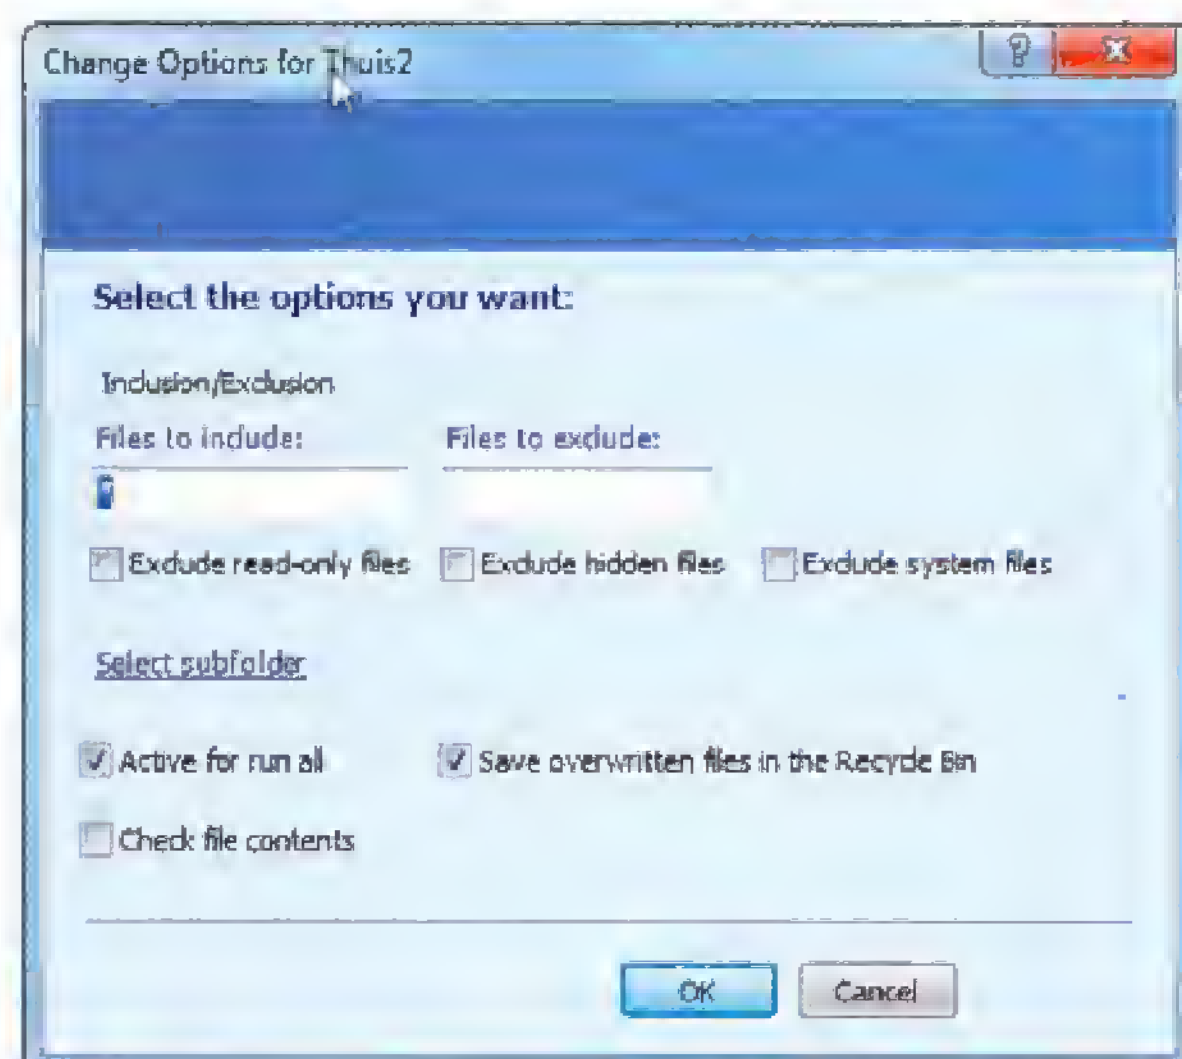 Change Options for Thuis2
Select the options you want:
Inclusion/Exclusion
Files to include: Files to exclude:
*
Exclude read-only files Exclude hidden files Exclude system files
Select subfolder
Active for run all Save overwritten files in the Recycle Bin
Check file contents
OK Cancel